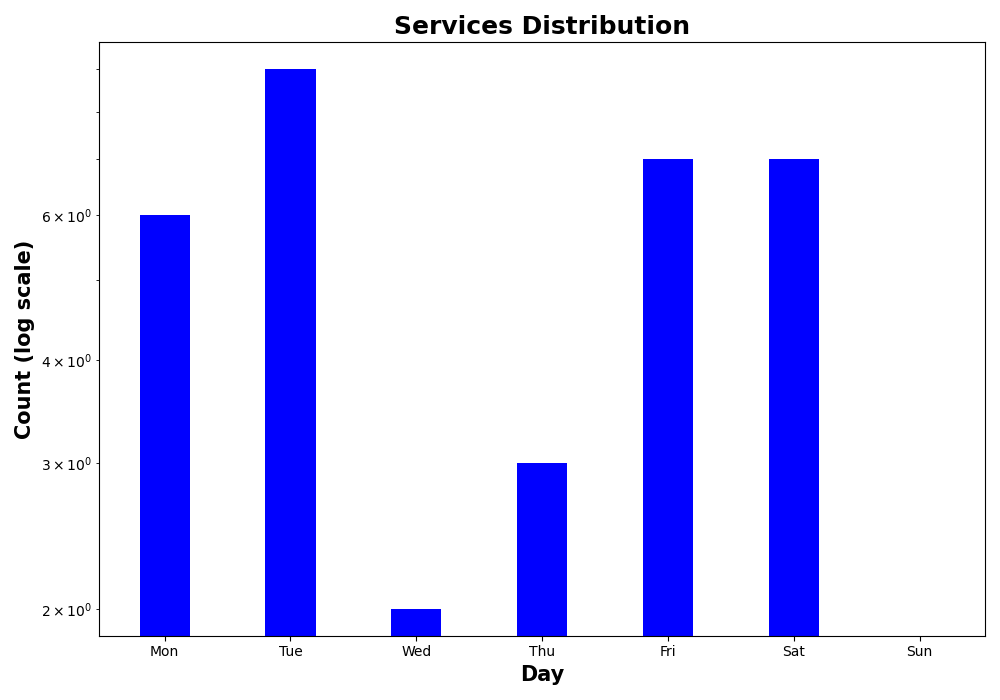 Services Distribution
Count (log scale)
6 × 10⁰
4 × 10⁰
3 × 10⁰
2 × 10⁰
Mon Tue Wed Thu Fri Sat Sun
Day